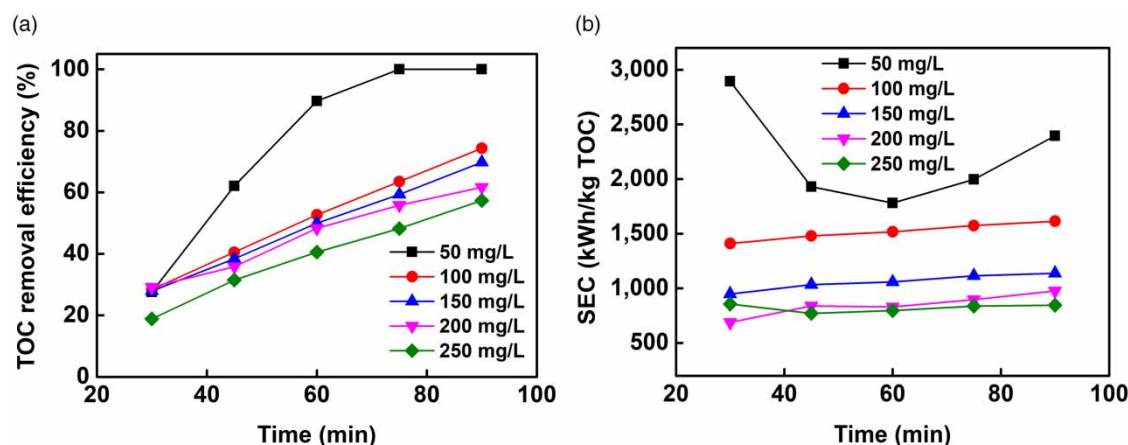 (a)
TOC removal efficiency (%)
100
80
60
40
20
0
20
40
60
80
100
Time (min)
50 mg/L
100 mg/L
150 mg/L
200 mg/L
250 mg/L
(b)
SEC (kWh/kg TOC)
3,000
2,500
2,000
1,500
1,000
500
20
40
60
80
100
Time (min)
50 mg/L
100 mg/L
150 mg/L
200 mg/L
250 mg/L